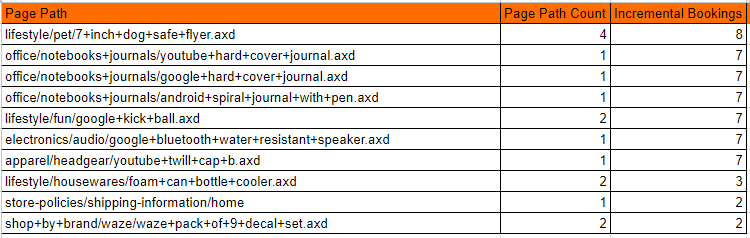 Page Path Page Path Count Incremental Bookings
lifestyle/pet/7+inch+dog+safe+flyer.axd 4 8
office/notebooks+journals/youtube+hard+cover+journal.axd 1 7
office/notebooks+journals/google+hard+cover+journal.axd 1 7
office/notebooks+journals/android+spiral+journal+with+pen.axd 1 7
lifestyle/fun/google+kick+ball.axd 2 7
electronics/audio/google+bluetooth+water+resistant+speaker.axd 1 7
apparel/headgear/youtube+twill+cap+b.axd 1 7
lifestyle/housewares/foam+can+bottle+cooler.axd 2 3
store-policies/shipping-information/home 1 2
shop+by+brand/waze/waze+pack+of+9+decal+set.axd 2 2